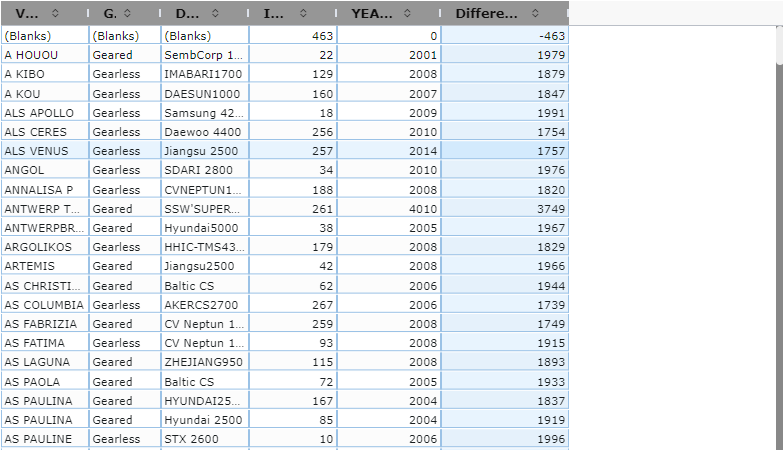 V... G. D... I... YEA... Differe...
(Blanks) (Blanks) (Blanks) 463 0 -463
A HOUOU Geared SembCorp 1... 22 2001 1979
A KIBO Gearless IMABARI1700 129 2008 1879
A KOU Gearless DAESUN1000 160 2007 1847
ALS APOLLO Gearless Samsung 42... 18 2009 1991
ALS CERES Gearless Daewoo 4400 256 2010 1754
ALS VENUS Gearless Jiangsu 2500 257 2014 1757
ANGOL Gearless SDARI 2800 34 2010 1976
ANNALISA P Gearless CVNEPTUN1... 188 2008 1820
ANTWERP T... Geared SSW'SUPER... 261 4010 3749
ANTWERPBR... Geared Hyundai5000 38 2005 1967
ARGOLIKOS Gearless HHIC-TMS43... 179 2008 1829
ARTEMIS Geared Jiangsu2500 42 2008 1966
AS CHRISTI... Geared Baltic CS 62 2006 1944
AS COLUMBIA Gearless AKERCS2700 267 2006 1739
AS FABRIZIA Geared CV Neptun 1... 259 2008 1749
AS FATIMA Gearless CV Neptun 1... 93 2008 1915
AS LAGUNA Geared ZHEJIANG950 115 2008 1893
AS PAOLA Geared Baltic CS 72 2005 1933
AS PAULINA Geared HYUNDAI25... 167 2004 1837
AS PAULINA Geared Hyundai 2500 85 2004 1919
AS PAULINE Gearless STX 2600 10 2006 1996